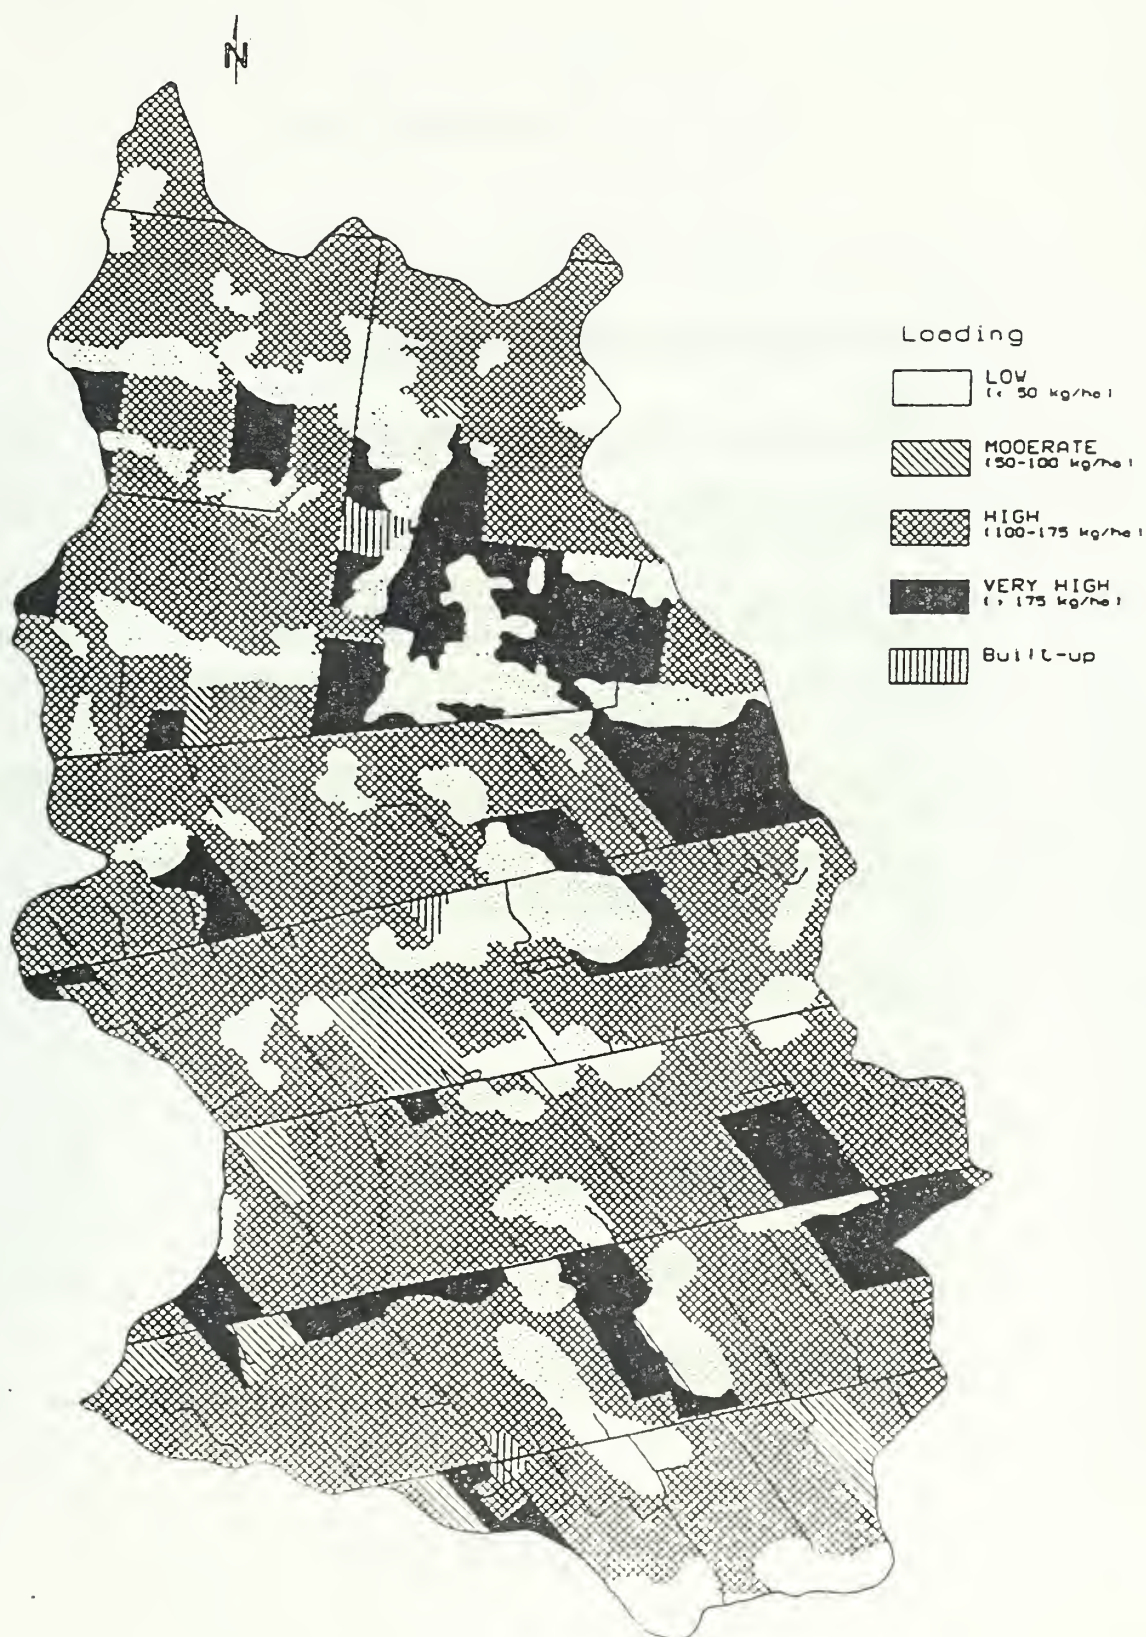 N
Loading
LOW
(< 50 kg/ha)
MODERATE
(50-100 kg/ha)
HIGH
(100-175 kg/ha)
VERY HIGH
(> 175 kg/ha)
Built-up